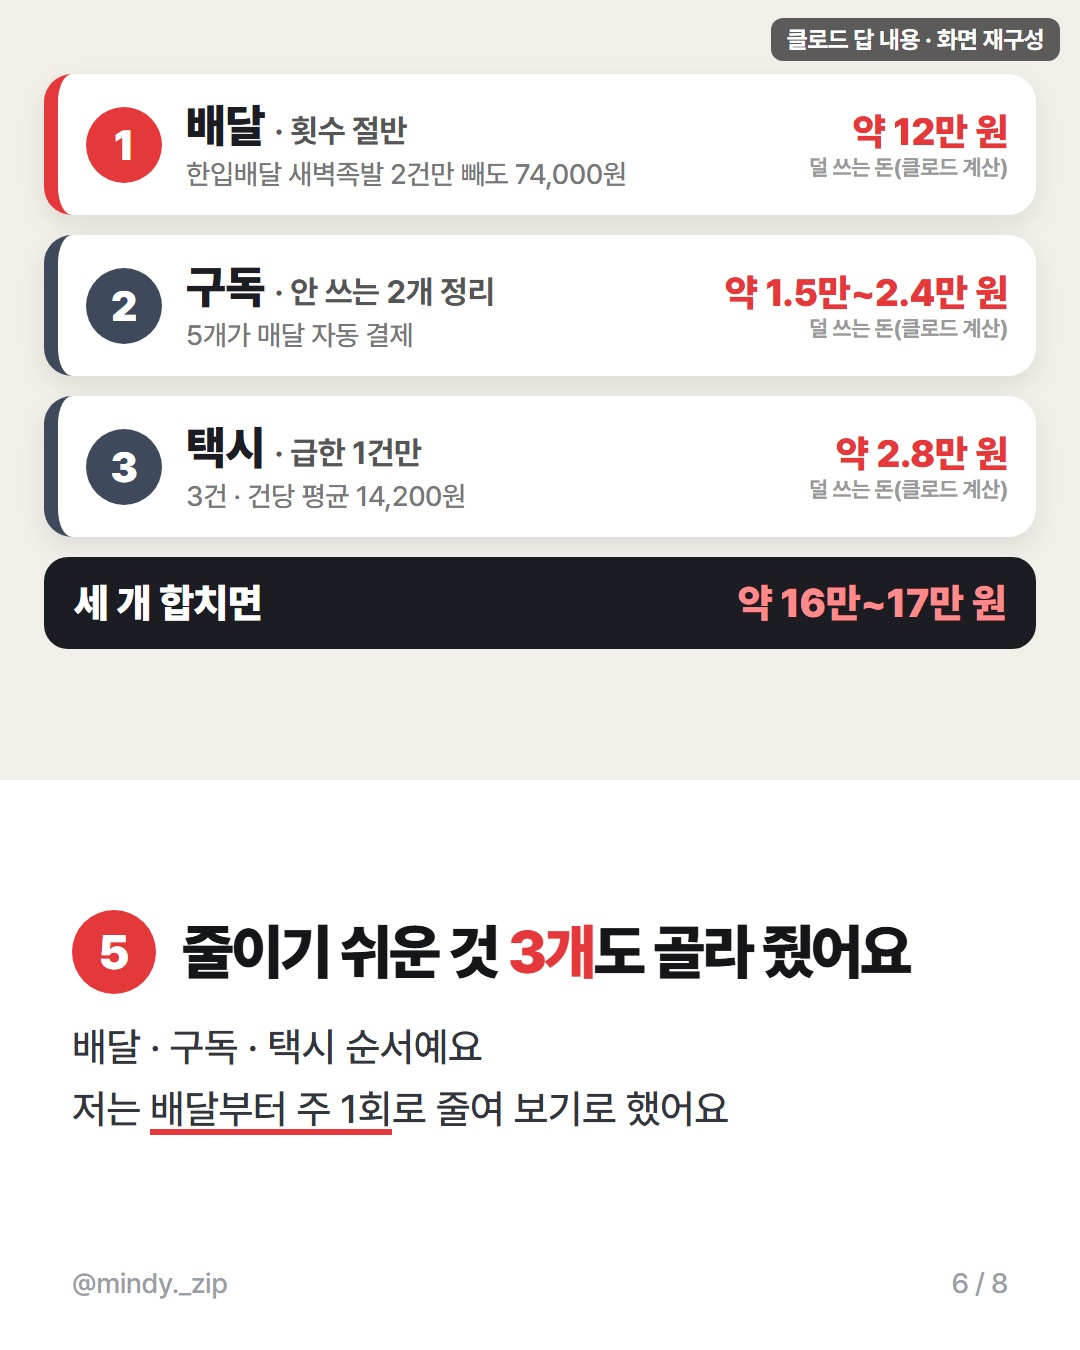 클로드 답 내용 · 화면 재구성
1 배달 · 횟수 절반
약 12만 원
한입배달 새벽족발 2건만 빼도 74,000원
덜 쓰는 돈(클로드 계산)
2 구독 · 안 쓰는 2개 정리
약 1.5만~2.4만 원
5개가 매달 자동 결제
덜 쓰는 돈(클로드 계산)
3 택시 · 급한 1건만
약 2.8만 원
3건 · 건당 평균 14,200원
덜 쓰는 돈(클로드 계산)
세 개 합치면
약 16만~17만 원
5 줄이기 쉬운 것 3개도 골라 줬어요
배달 · 구독 · 택시 순서예요
저는 배달부터 주 1회로 줄여 보기로 했어요
@mindy._zip
6 / 8